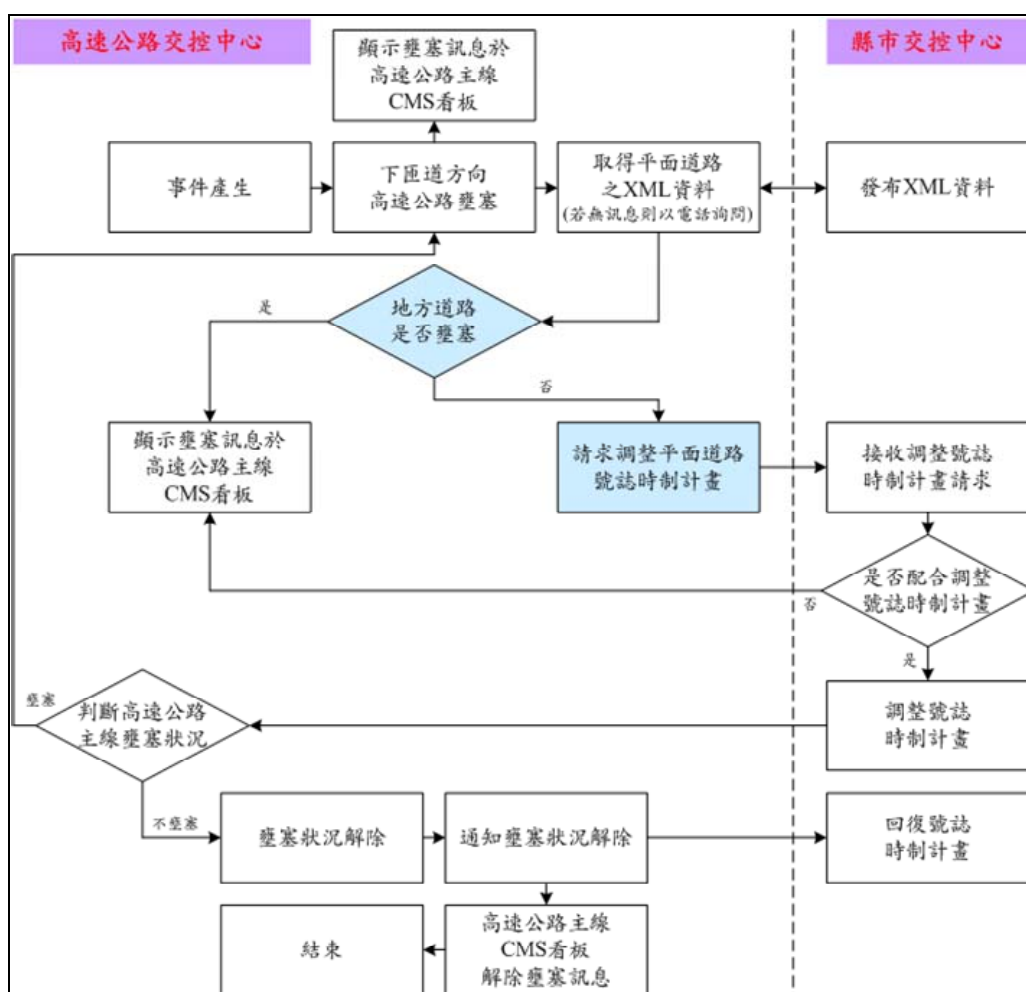 高速公路交控中心
縣市交控中心
顯示壅塞訊息於
高速公路主線
CMS看板
事件產生
下匝道方向
高速公路壅塞
取得平面道路
之XML資料
(若無訊息則以電話詢問)
發布XML資料
地方道路
是否壅塞
是
否
顯示壅塞訊息於
高速公路主線
CMS看板
請求調整平面道路
號誌時制計畫
接收調整號誌
時制計畫請求
是否配合調整
號誌時制計畫
否
是
壅塞
判斷高速公路
主線壅塞狀況
調整號誌
時制計畫
不壅塞
壅塞狀況解除
通知壅塞狀況解除
回復號誌
時制計畫
結束
高速公路主線
CMS看板
解除壅塞訊息